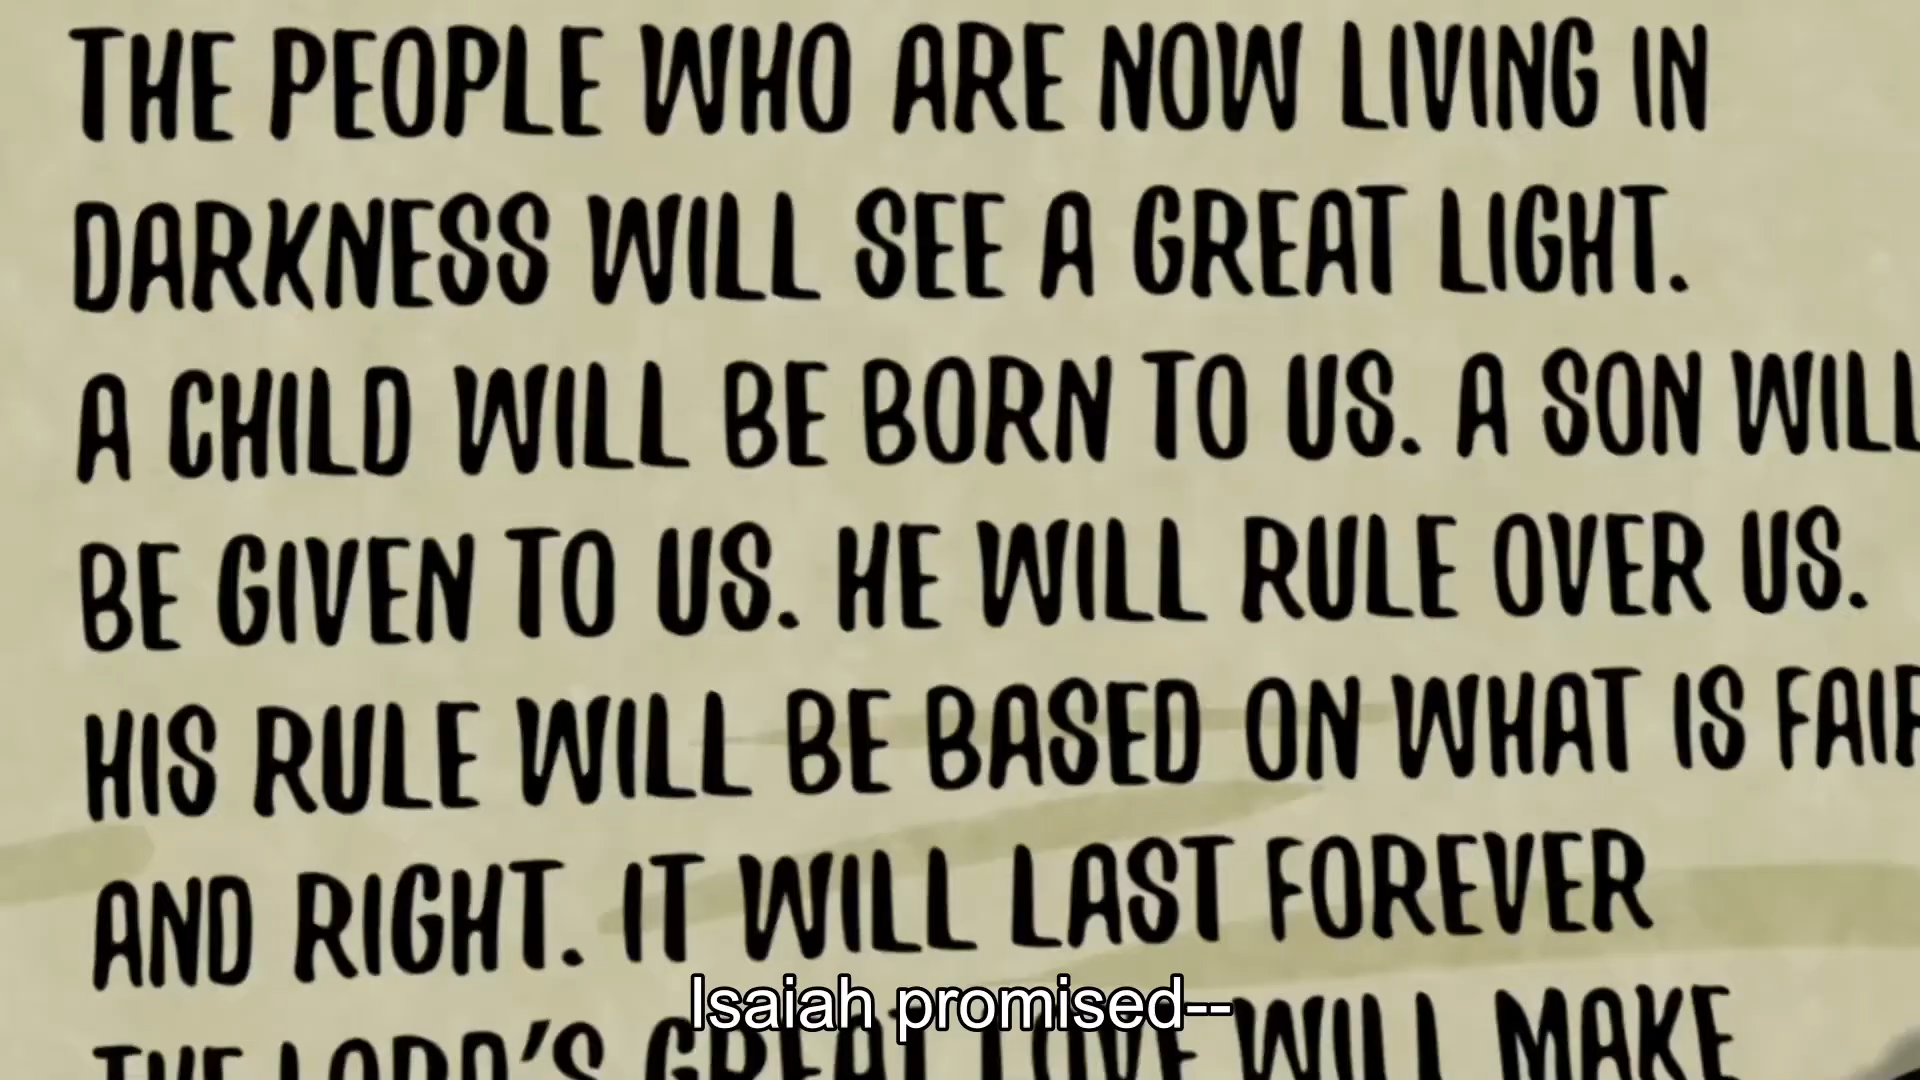 THE PEOPLE WHO ARE NOW LIVING IN
DARKNESS WILL SEE A GREAT LIGHT.
A CHILD WILL BE BORN TO US. A SON WILL
BE GIVEN TO US. HE WILL RULE OVER US.
HIS RULE WILL BE BASED ON WHAT IS FAIR
AND RIGHT. IT WILL LAST FOREVER
Isaiah promised--
THE LORD'S GREAT LOVE WILL MAKE